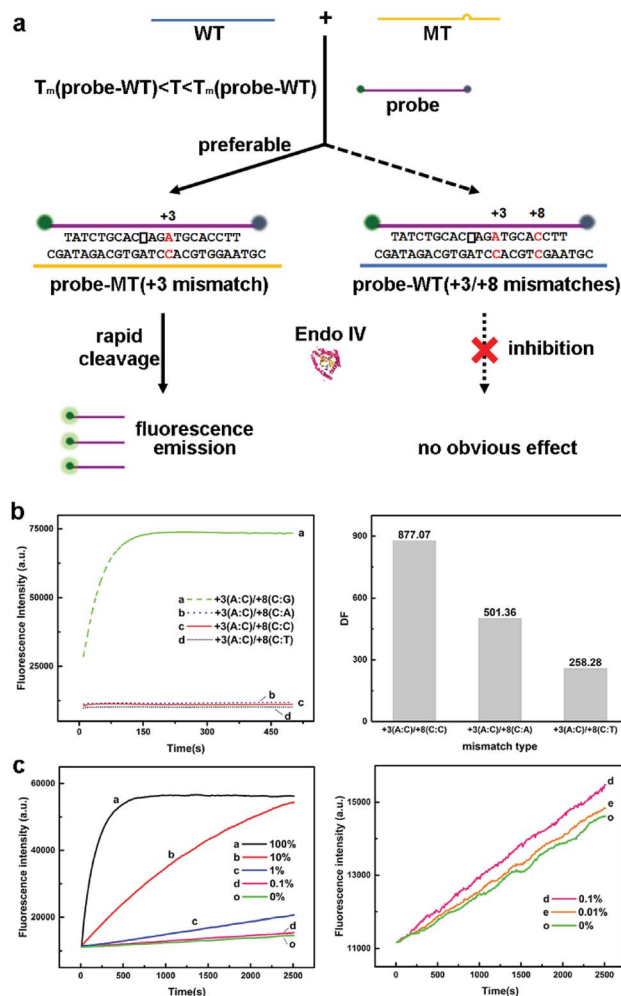 a
WT
+
MT
Tm(probe-WT)<T<Tm(probe-WT)
probe
preferable
+3
TATCTGCAC▯AGATGCACCTT
CGATAGACGTGATCCACGTGGAATGC
probe-MT(+3 mismatch)
+3 +8
TATCTGCAC▯AGATGCACCTT
CGATAGACGTGATCCACGTCGAATGC
probe-WT(+3/+8 mismatches)
rapid
cleavage
Endo IV
inhibition
fluorescence
emission
no obvious effect
b
Fluorescence Intensity (a.u.)
75000
50000
25000
0
a
a +3(A:C)/+8(C:G)
b +3(A:C)/+8(C:A)
c +3(A:C)/+8(C:C)
d +3(A:C)/+8(C:T)
b
c
d
150 300 450
Time(s)
DF
900
600
300
0
877.07
501.36
258.28
+3(A:C)/+8(C:C) +3(A:C)/+8(C:A) +3(A:C)/+8(C:T)
mismatch type
c
Fluorescence intensity (a.u.)
60000
40000
20000
a
b
a 100%
b 10%
c 1%
d 0.1%
o 0%
c
d
o
0 500 1000 1500 2000 2500
Time(s)
Fluorescence intensity (a.u.)
15000
13000
11000
d
e
o
d 0.1%
e 0.01%
o 0%
0 500 1000 1500 2000 2500
Time(s)